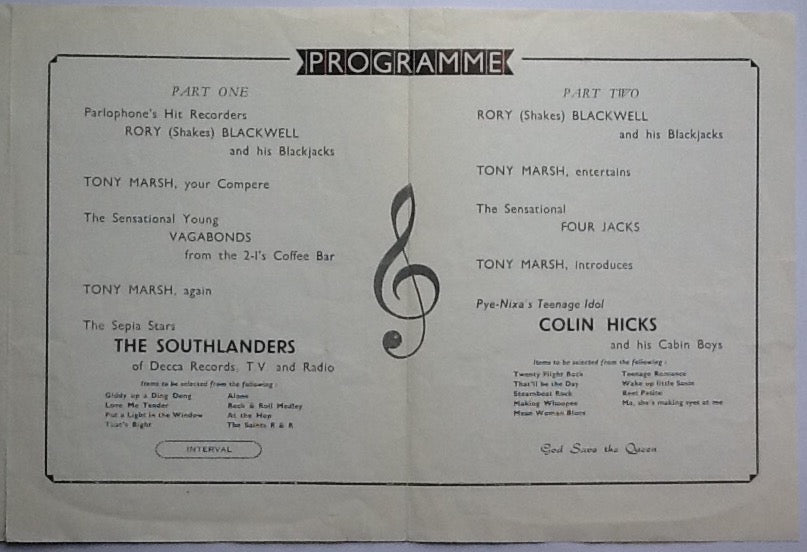 PROGRAMME
PART ONE
Parlophone's Hit Recorders
RORY (Shakes) BLACKWELL
and his Blackjacks
TONY MARSH, your Compere
The Sensational Young
VAGABONDS
from the 2-I's Coffee Bar
TONY MARSH, again
The Sepia Stars
THE SOUTHLANDERS
of Decca Records, T.V and Radio
Items to be selected from the following :
Giddy up a Ding Dong
Love Me Tender
Put a Light in the Window
That's Right
Alone
Rock & Roll Medley
At the Hop
The Saints R & R
INTERVAL
PART TWO
RORY (Shakes) BLACKWELL
and his Blackjacks
TONY MARSH, entertains
The Sensational
FOUR JACKS
TONY MARSH, introduces
Pye-Nixa's Teenage Idol
COLIN HICKS
and his Cabin Boys
Items to be selected from the following :
Twenty Flight Rock
That'll be the Day
Steamboat Rock
Making Whoopee
Mean Woman Blues
Teenage Romance
Wake up little Susie
Reet Petite
Ma, she's making eyes at me
God Save the Queen